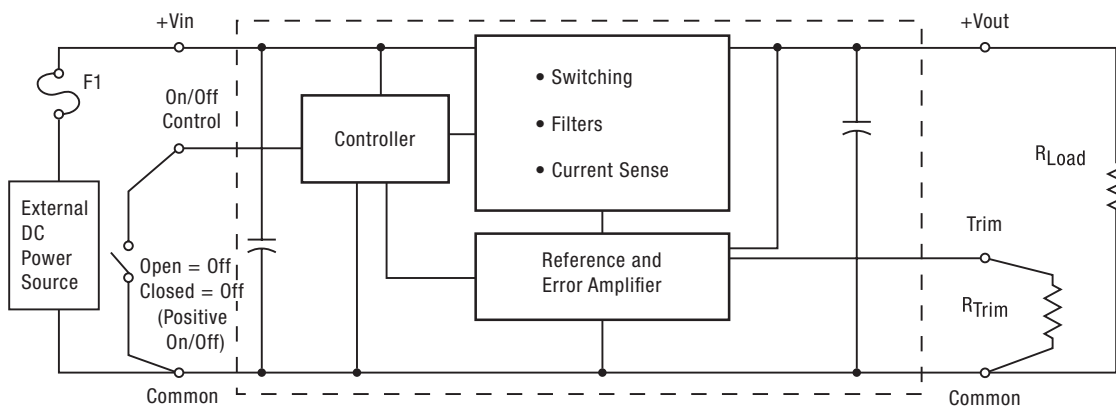 +Vin
+Vout
F1
On/Off
Control
Controller
• Switching
• Filters
• Current Sense
RLoad
External
DC
Power
Source
Open = Off
Closed = Off
(Positive
On/Off)
Reference and
Error Amplifier
Trim
RTrim
Common
Common